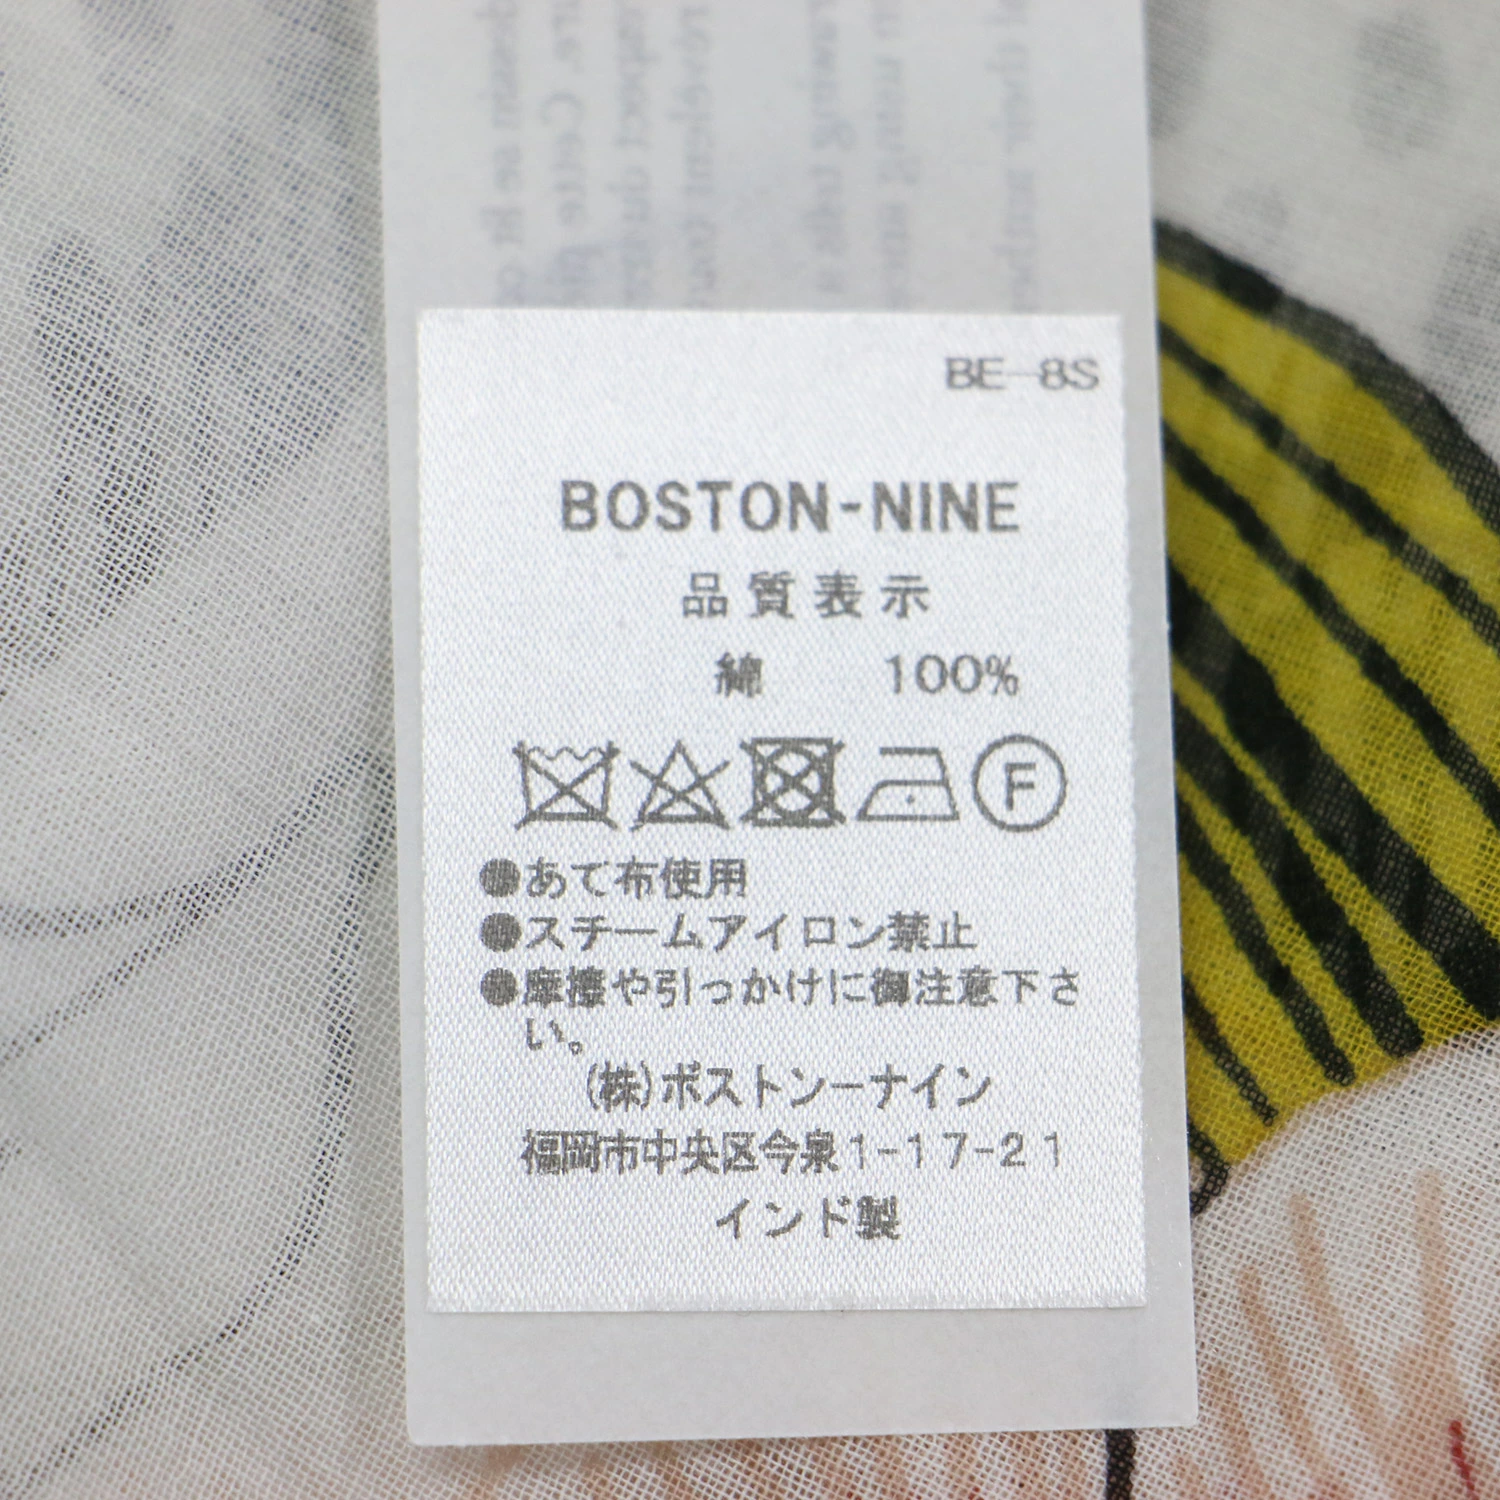 BE-8S
BOSTON-NINE
品質表示
綿 100%
F
●あて布使用
●スチームアイロン禁止
●摩擦や引っかけに御注意下さ
い。
(株)ボストンーナイン
福岡市中央区今泉1-17-21
インド製